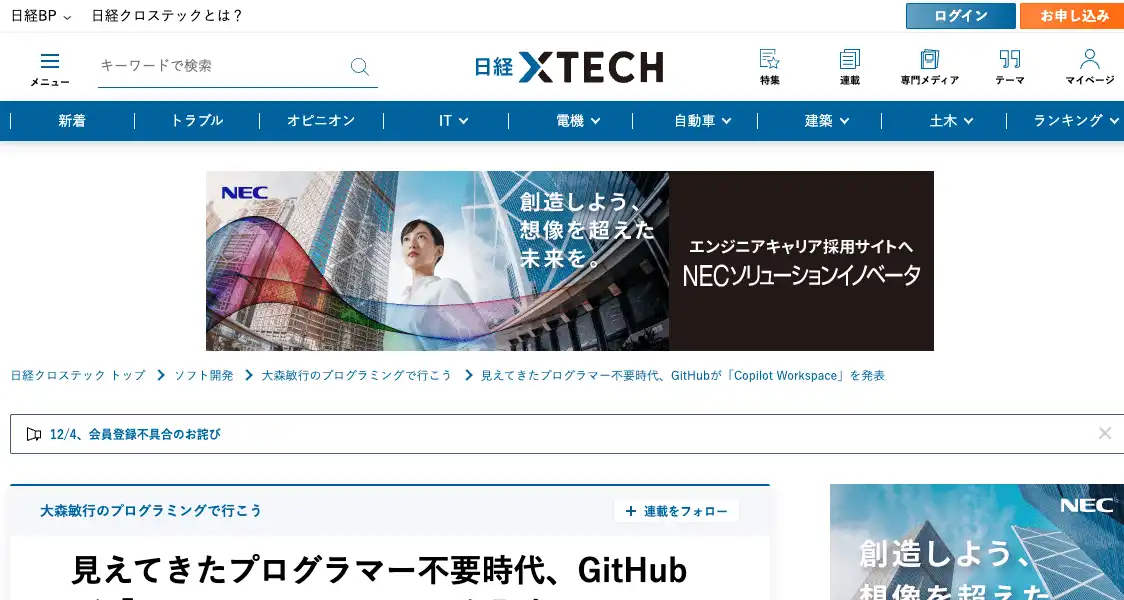 日経BP
日経クロステックとは？
ログイン
お申し込み
メニュー
キーワードで検索
日経 XTECH
特集
連載
専門メディア
テーマ
マイページ
新着
トラブル
オピニオン
IT
電機
自動車
建築
土木
ランキング
NEC
創造しよう、
想像を超えた
未来を。
エンジニアキャリア採用サイトへ
NECソリューションイノベータ
日経クロステック トップ
ソフト開発
大森敏行のプログラミングで行こう
見えてきたプログラマー不要時代、GitHubが「Copilot Workspace」を発表
12/4、会員登録不具合のお詫び
大森敏行のプログラミングで行こう
+ 連載をフォロー
見えてきたプログラマー不要時代、GitHub
NEC
創造しよう、
想像を超えた